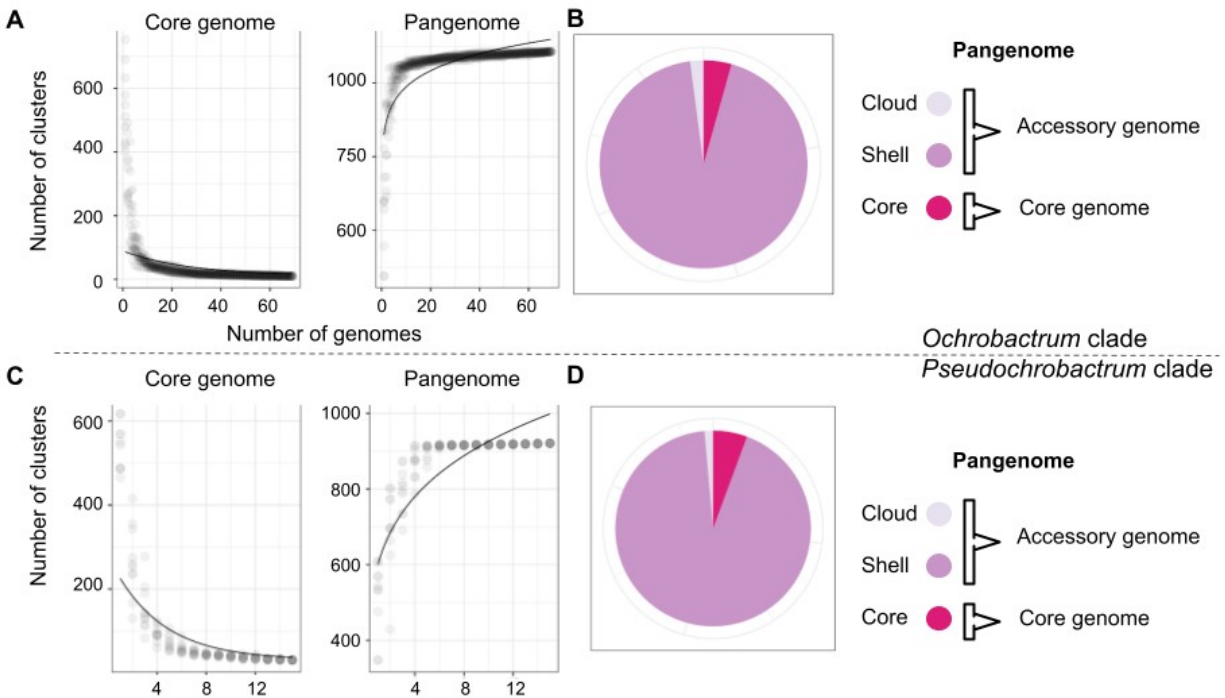 A
Core genome
Pangenome
Number of clusters
600
400
200
0
0
20
40
60
1000
750
600
0
20
40
60
Number of genomes
B
Pangenome
Cloud
Shell
Accessory genome
Core
Core genome
Ochrobactrum clade
Pseudochrobactrum clade
C
Core genome
Pangenome
Number of clusters
600
400
200
4
8
12
1000
800
600
400
4
8
12
D
Pangenome
Cloud
Shell
Accessory genome
Core
Core genome